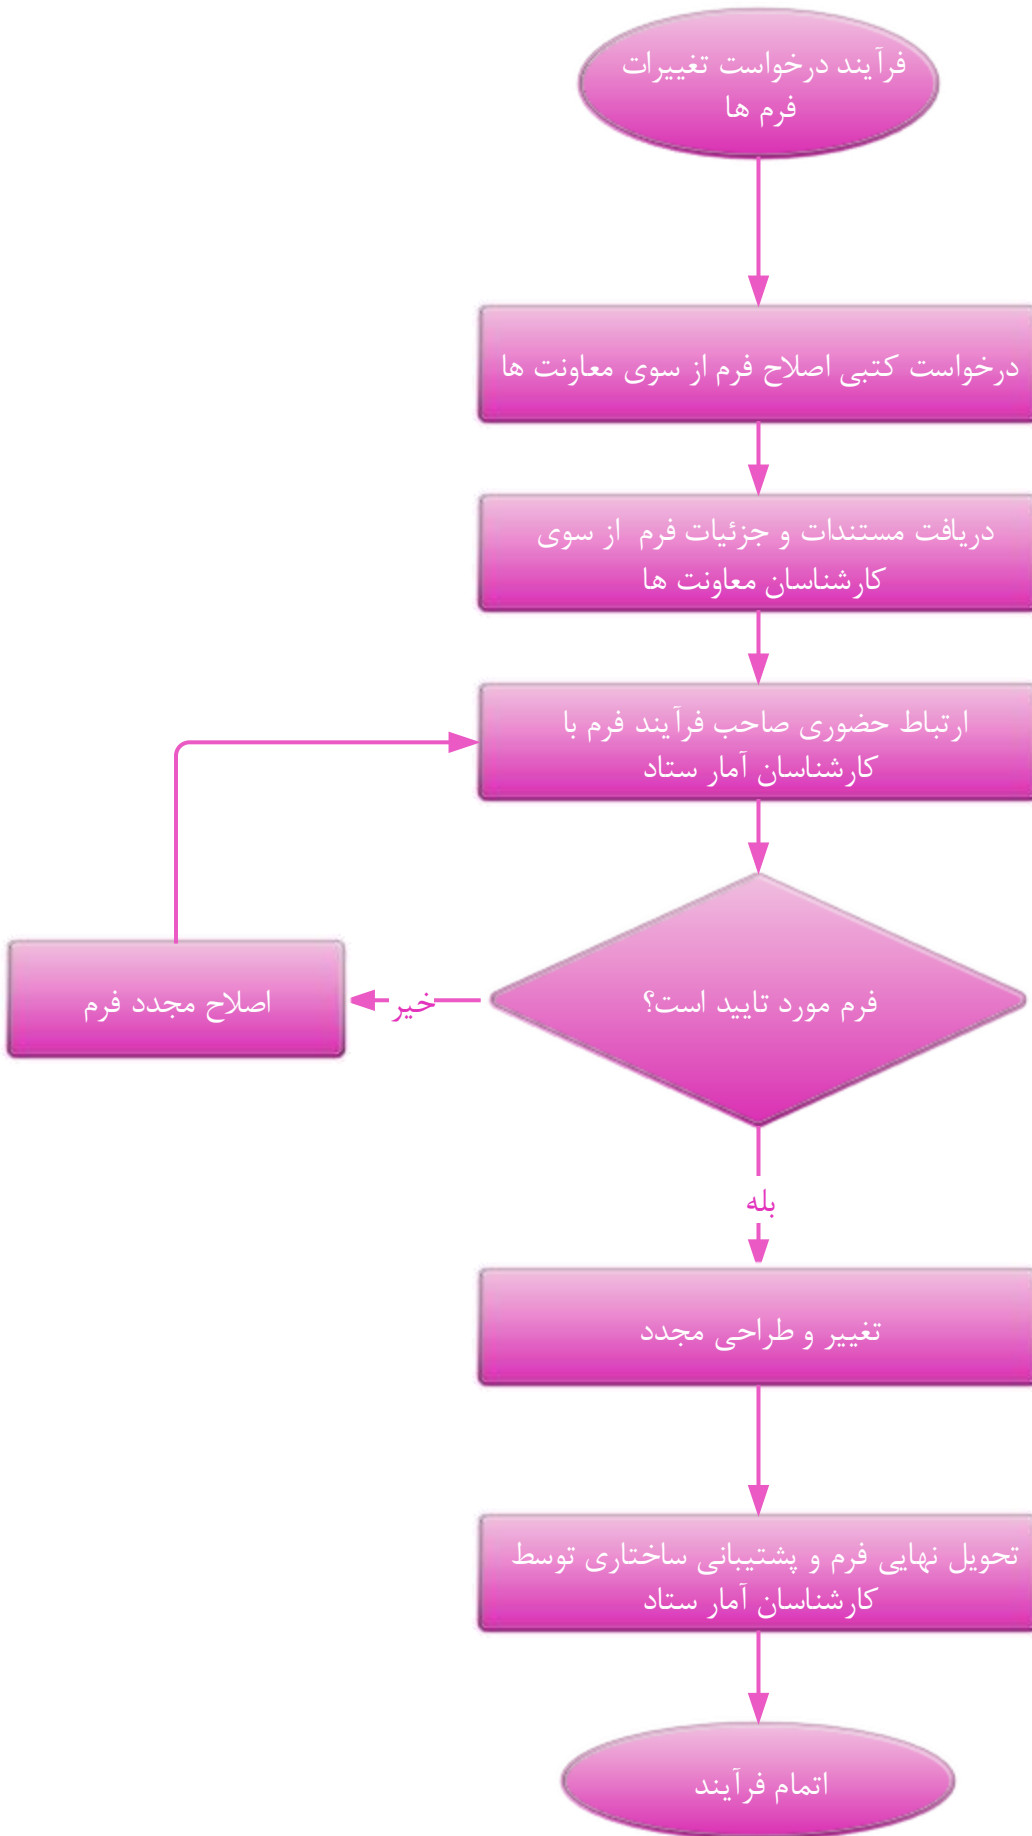 فرآیند درخواست تغییرات
فرم ها
درخواست کتبی اصلاح فرم از سوی معاونت ها
دریافت مستندات و جزئیات فرم از سوی
کارشناسان معاونت ها
ارتباط حضوری صاحب فرآیند فرم با
کارشناسان آمار ستاد
فرم مورد تایید است؟
خیر
اصلاح مجدد فرم
بله
تغییر و طراحی مجدد
تحویل نهایی فرم و پشتیبانی ساختاری توسط
کارشناسان آمار ستاد
اتمام فرآیند